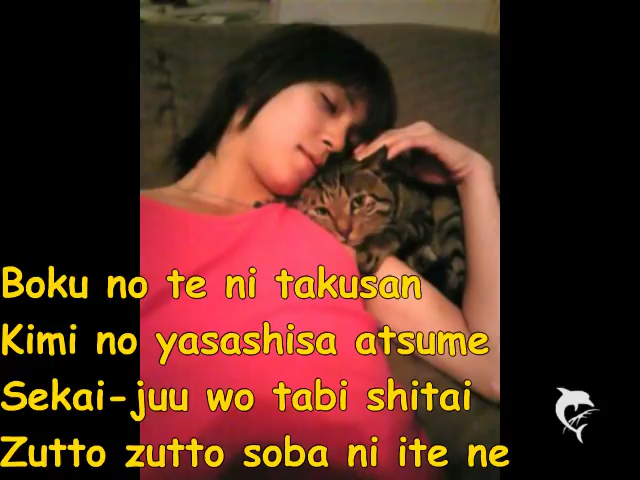 Boku no te ni takusan
Kimi no yasashisa atsume
Sekai-juu wo tabi shitai
Zutto zutto soba ni ite ne